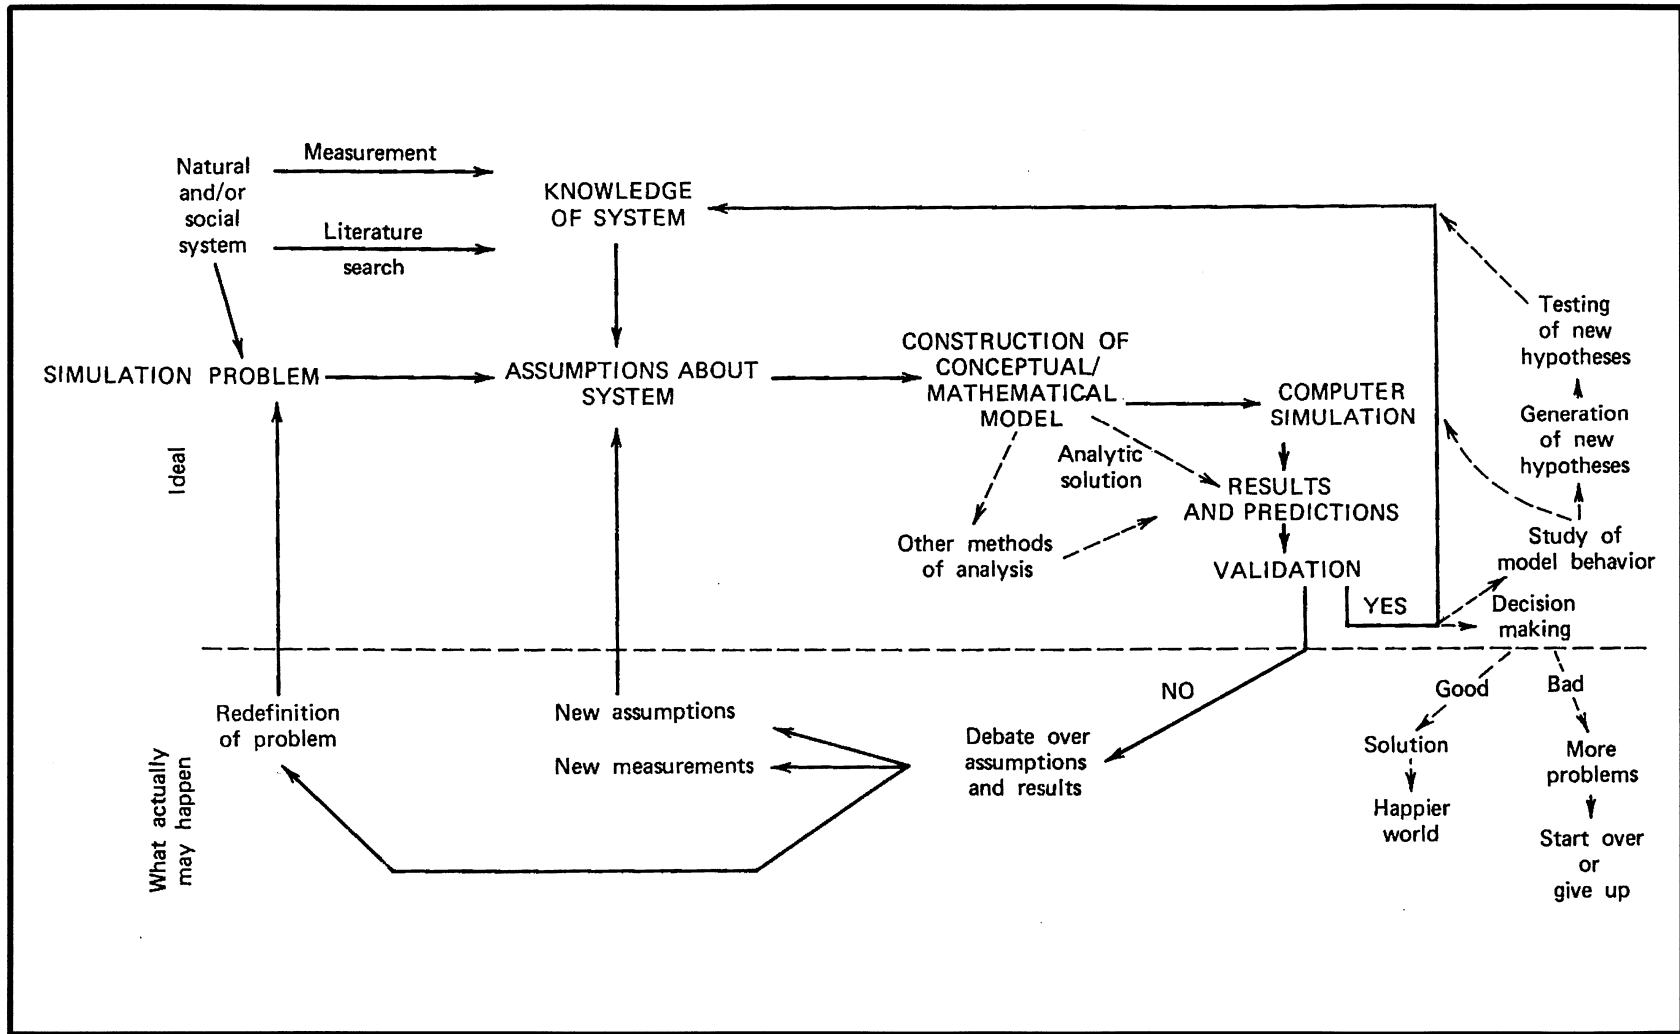 Natural
and/or
social
system
Measurement
Literature
search
KNOWLEDGE
OF SYSTEM
SIMULATION PROBLEM
ASSUMPTIONS ABOUT
SYSTEM
CONSTRUCTION OF
CONCEPTUAL/
MATHEMATICAL
MODEL
COMPUTER
SIMULATION
Analytic
solution
RESULTS
AND PREDICTIONS
Other methods
of analysis
VALIDATION
YES
Testing
of new
hypotheses
Generation
of new
hypotheses
Study of
model behavior
Decision
making
Ideal
NO
Good
Bad
Redefinition
of problem
New assumptions
New measurements
Debate over
assumptions
and results
Solution
Happier
world
More
problems
Start over
or
give up
What actually
may happen